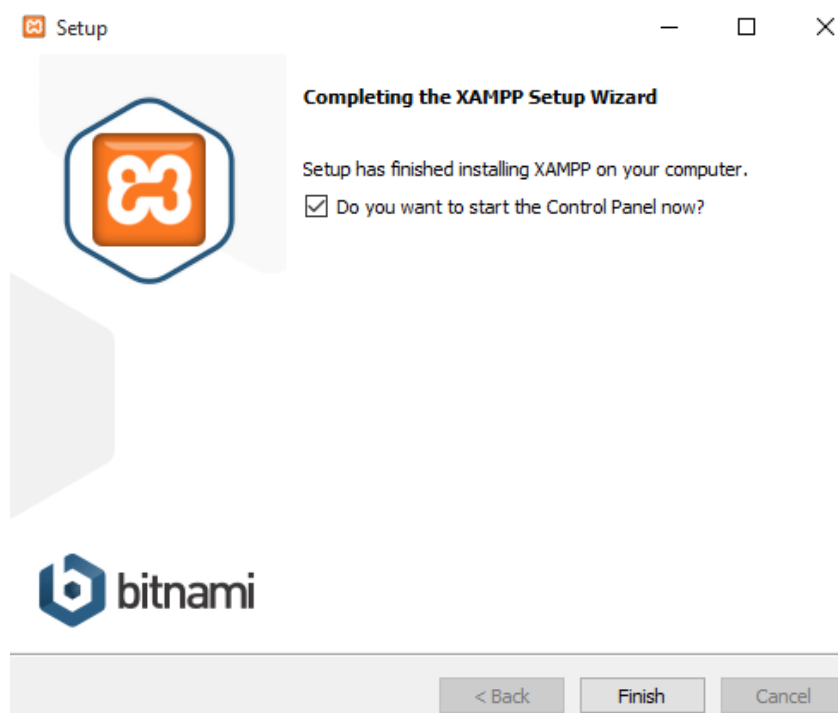 Setup
Completing the XAMPP Setup Wizard
Setup has finished installing XAMPP on your computer.
Do you want to start the Control Panel now?
bitnami
< Back
Finish
Cancel